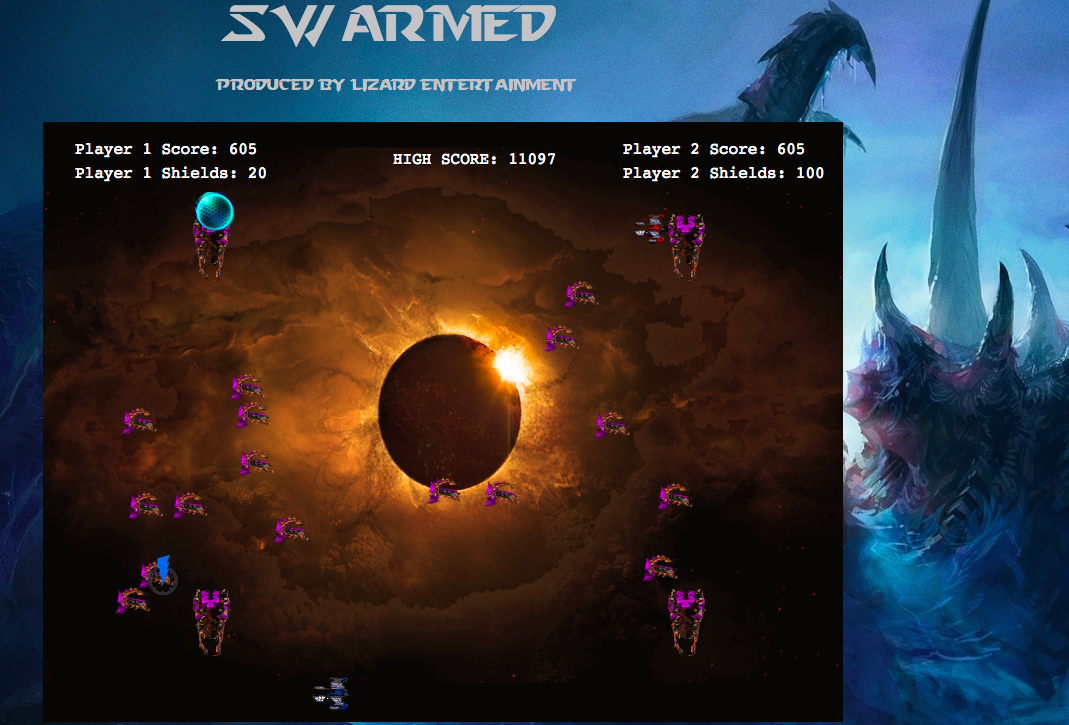 SWARMED
PRODUCED BY LIZARD ENTERTAINMENT
Player 1 Score: 605
Player 1 Shields: 20
HIGH SCORE: 11097
Player 2 Score: 605
Player 2 Shields: 100